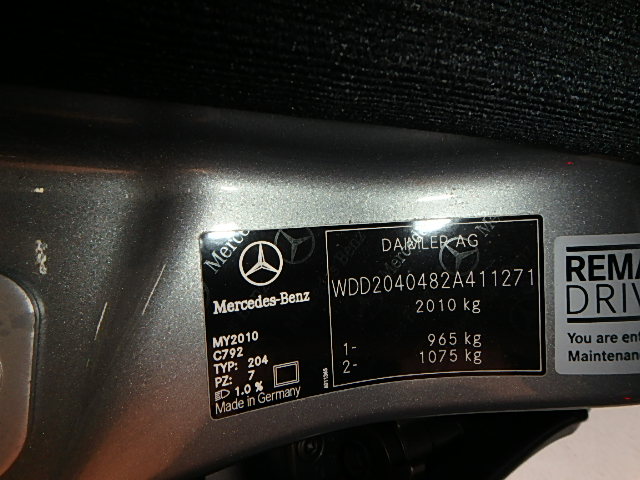 Mercedes-Benz
MY2010
C792
TYP: 204
PZ: 7
1.0 %
Made in Germany
DAIMLER AG
WDD2040482A411271
2010 kg
1- 965 kg
2- 1075 kg
REMA
DRIV
You are ent
Maintenan